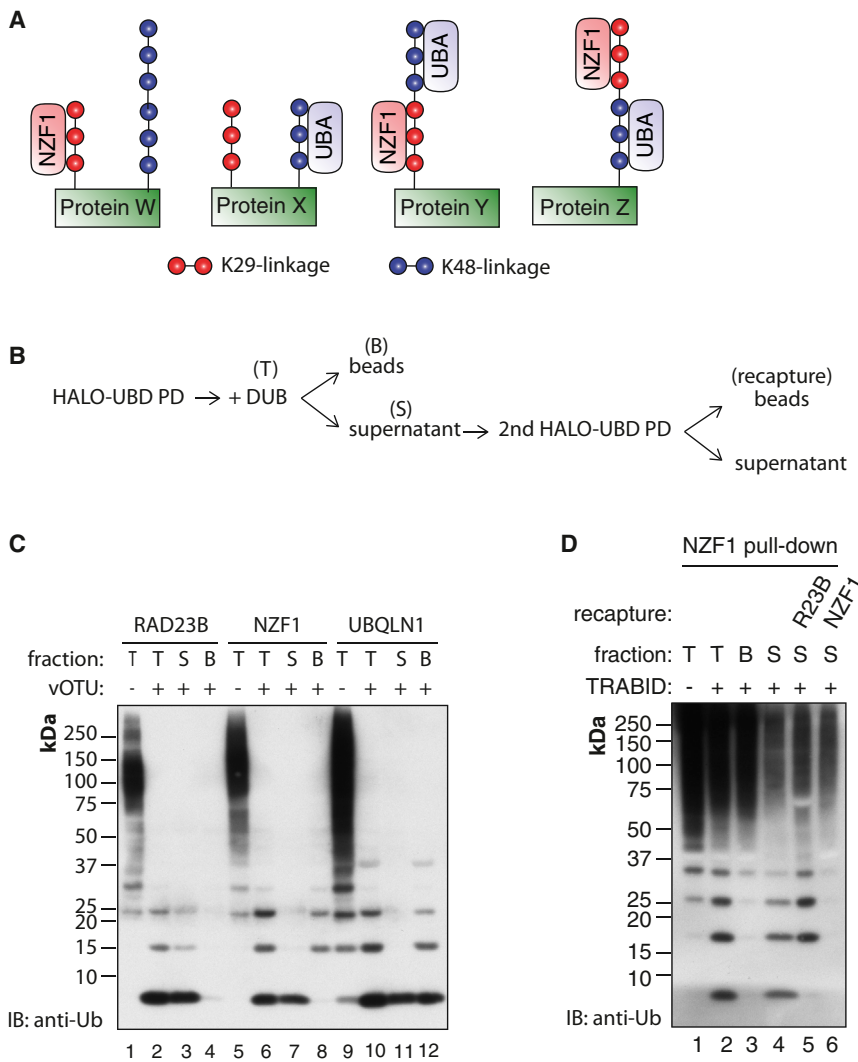 A
NZF1
UBA
UBA
NZF1
NZF1
UBA
Protein W
Protein X
Protein Y
Protein Z
K29-linkage
K48-linkage
B
(T)
(B)
beads
HALO-UBD PD
+ DUB
(S)
supernatant
2nd HALO-UBD PD
(recapture)
beads
supernatant
C
RAD23B NZF1 UBQLN1
fraction: T T S B T T S B T T S B
vOTU: - + + + - + + + - + + +
kDa
250
150
100
75
50
37
25
20
15
10
IB: anti-Ub
1 2 3 4 5 6 7 8 9 10 11 12
D
NZF1 pull-down
recapture: R23B NZF1
fraction: T T B S S S
TRABID: - + + + + +
kDa
250
150
100
75
50
37
25
20
15
10
IB: anti-Ub
1 2 3 4 5 6